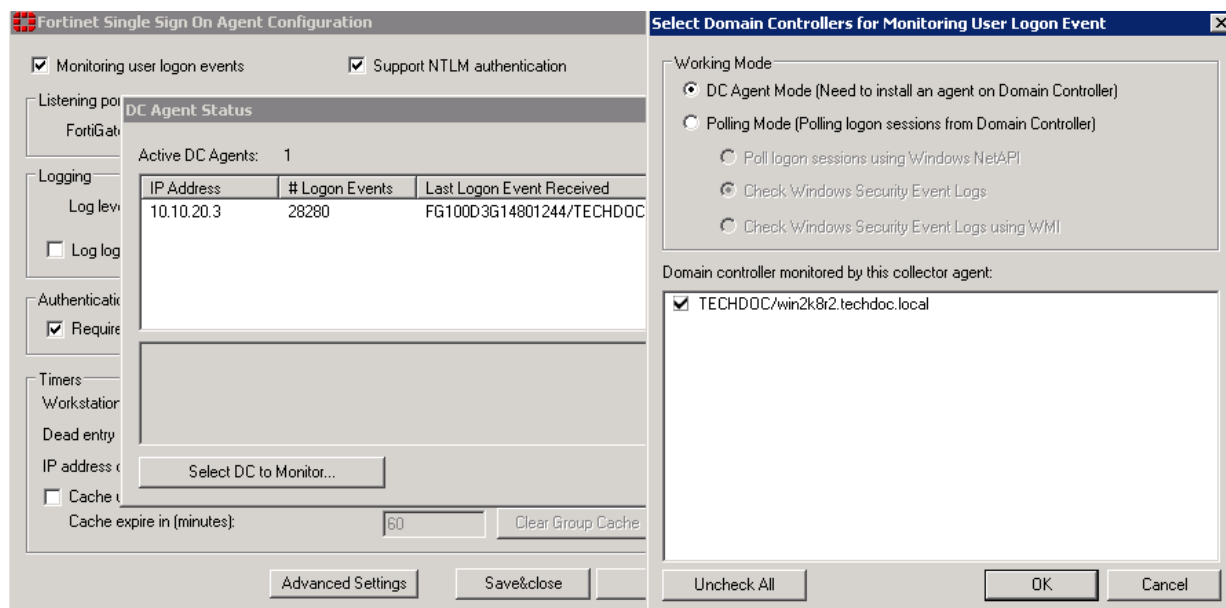 Fortinet Single Sign On Agent Configuration
Monitoring user logon events
Support NTLM authentication
Listening por
FortiGat
DC Agent Status
Active DC Agents: 1
IP Address # Logon Events Last Logon Event Received
10.10.20.3 28280 FG100D3G14801244/TECHDOC
Logging
Log leve
Log log
Authenticatio
Require
Timers
Workstation
Dead entry
IP address
Select DC to Monitor...
Cache
Cache expire in (minutes): 60 Clear Group Cache
Advanced Settings Save&close
Select Domain Controllers for Monitoring User Logon Event
Working Mode
DC Agent Mode (Need to install an agent on Domain Controller)
Polling Mode (Polling logon sessions from Domain Controller)
Poll logon sessions using Windows NetAPI
Check Windows Security Event Logs
Check Windows Security Event Logs using WMI
Domain controller monitored by this collector agent:
TECHDOC/win2k8r2.techdoc.local
Uncheck All OK Cancel